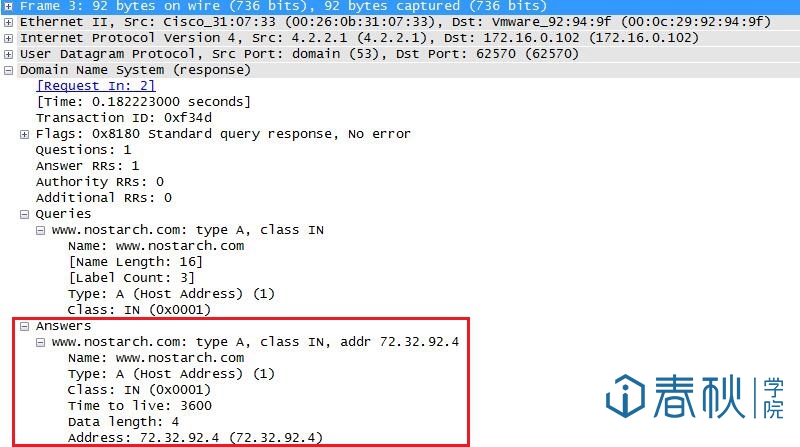 Frame 3: 92 bytes on wire (736 bits), 92 bytes captured (736 bits)
Ethernet II, Src: Cisco_31:07:33 (00:26:0b:31:07:33), Dst: Vmware_92:94:9f (00:0c:29:92:94:9f)
Internet Protocol Version 4, Src: 4.2.2.1 (4.2.2.1), Dst: 172.16.0.102 (172.16.0.102)
User Datagram Protocol, Src Port: domain (53), Dst Port: 62570 (62570)
Domain Name System (response)
[Request In: 2]
[Time: 0.182223000 seconds]
Transaction ID: 0xf34d
Flags: 0x8180 Standard query response, No error
Questions: 1
Answer RRs: 1
Authority RRs: 0
Additional RRs: 0
Queries
www.nostarch.com: type A, class IN
Name: www.nostarch.com
[Name Length: 16]
[Label Count: 3]
Type: A (Host Address) (1)
Class: IN (0x0001)
Answers
www.nostarch.com: type A, class IN, addr 72.32.92.4
Name: www.nostarch.com
Type: A (Host Address) (1)
Class: IN (0x0001)
Time to live: 3600
Data length: 4
Address: 72.32.92.4 (72.32.92.4)
春秋学院